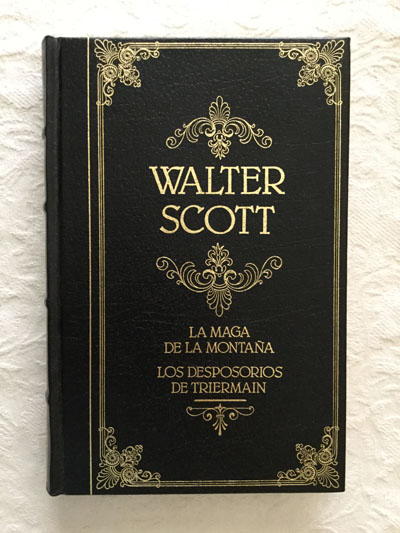 WALTER
SCOTT
LA MAGA
DE LA MONTAÑA
LOS DESPOSORIOS
DE TRIERMAIN